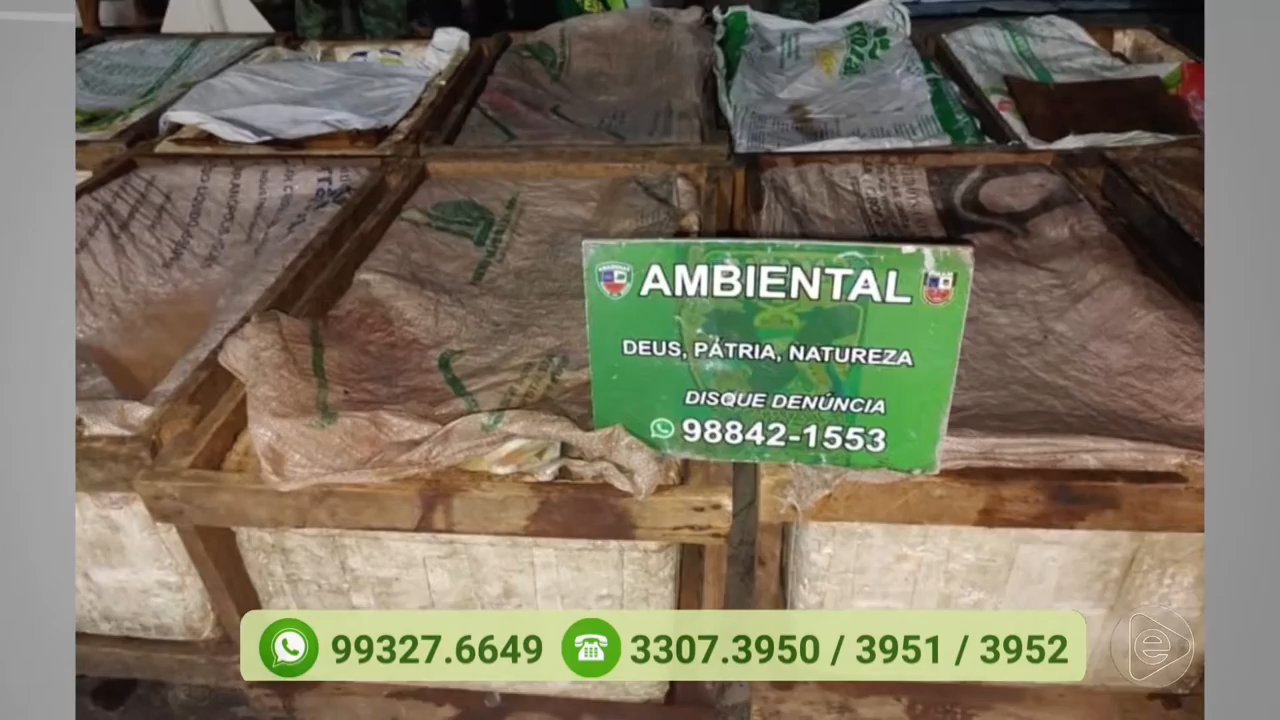 AMBIENTAL
DEUS, PÁTRIA, NATUREZA
DISQUE DENÚNCIA
98842-1553
99327.6649 3307.3950 / 3951 / 3952
e